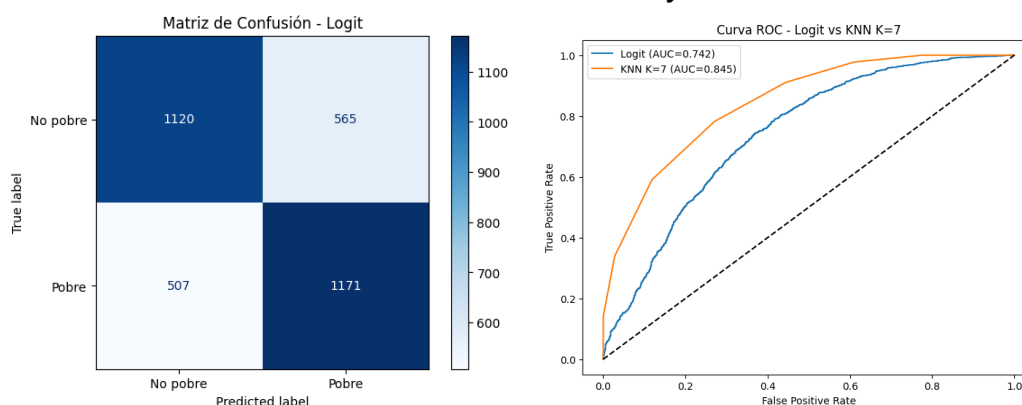 Matriz de Confusión - Logit
True label
No pobre
Pobre
1120
565
507
1171
No pobre
Pobre
Predicted label
1100
1000
900
800
700
600
Curva ROC - Logit vs KNN K=7
Logit (AUC=0.742)
KNN K=7 (AUC=0.845)
True Positive Rate
1.0
0.8
0.6
0.4
0.2
0.0
0.0
0.2
0.4
0.6
0.8
1.0
False Positive Rate